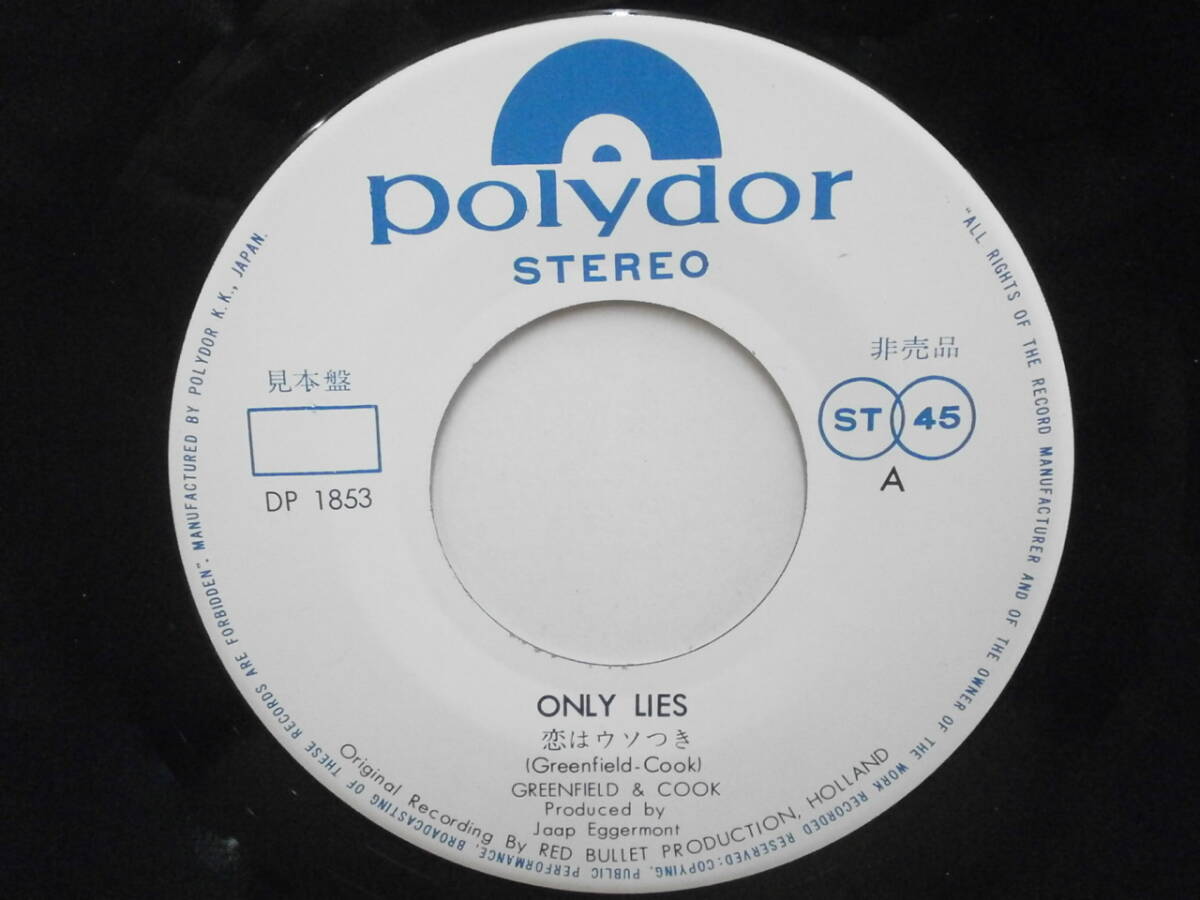 polydor
STEREO
見本盤
DP 1853
非売品
ST 45
A
ONLY LIES
恋はウソつき
(Greenfield-Cook)
GREENFIELD & COOK
Produced by
Jaap Eggermont
Original Recording By RED BULLET PRODUCTION, HOLLAND
"ALL RIGHTS OF THE RECORD MANUFACTURER AND OF THE OWNER OF THE WORK RECORDED RESERVED: COPYING, PUBLIC PERFORMANCE, BROADCASTING OF THESE RECORDS ARE FORBIDDEN". MANUFACTURED BY POLYDOR K.K., JAPAN.